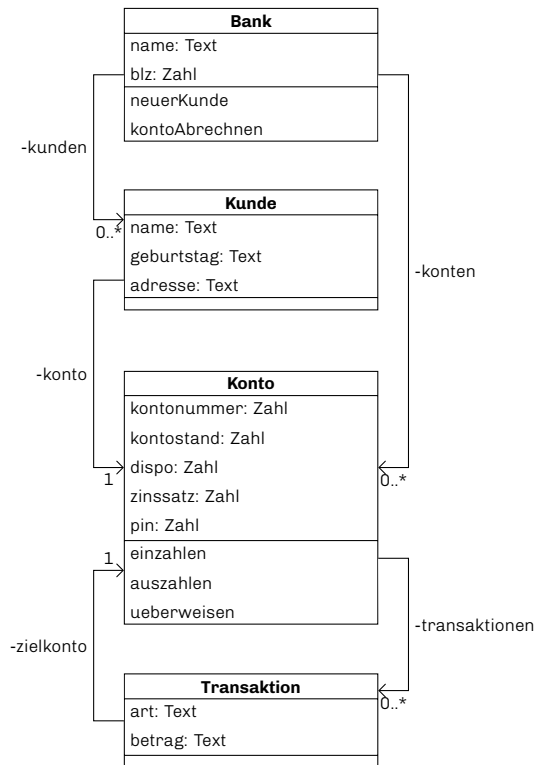 Bank
name: Text
blz: Zahl
neuerKunde
kontoAbrechnen
-kunden
0..*
Kunde
name: Text
geburtstag: Text
adresse: Text
-konten
-konto
Konto
kontonummer: Zahl
kontostand: Zahl
dispo: Zahl
1
0..*
zinssatz: Zahl
pin: Zahl
1
einzahlen
auszahlen
ueberweisen
-transaktionen
-zielkonto
Transaktion
0..*
art: Text
betrag: Text